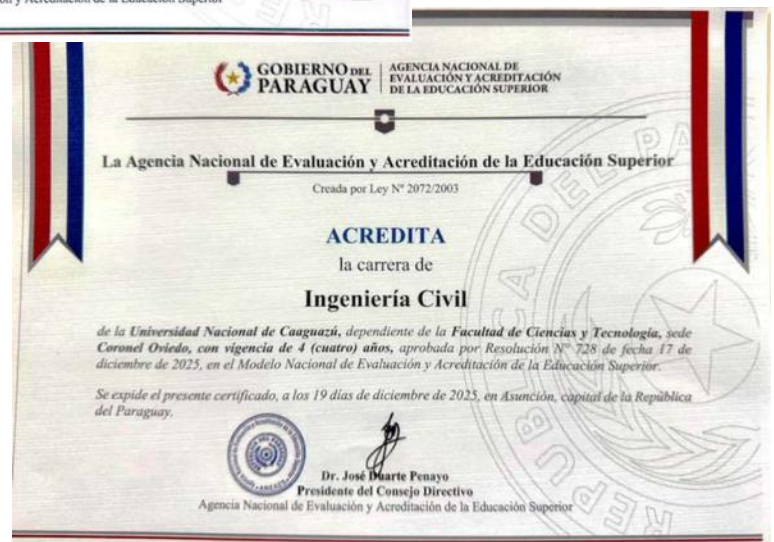 ón y Acreditación de la Educación Superior
GOBIERNO DEL
PARAGUAY
AGENCIA NACIONAL DE
EVALUACIÓN Y ACREDITACIÓN
DE LA EDUCACIÓN SUPERIOR
La Agencia Nacional de Evaluación y Acreditación de la Educación Superior
Creada por Ley N° 2072/2003
ACREDITA
la carrera de
Ingeniería Civil
de la Universidad Nacional de Caaguazú, dependiente de la Facultad de Ciencias y Tecnología, sede
Coronel Oviedo, con vigencia de 4 (cuatro) años, aprobada por Resolución N° 728 de fecha 17 de
diciembre de 2025, en el Modelo Nacional de Evaluación y Acreditación de la Educación Superior.
Se expide el presente certificado, a los 19 días de diciembre de 2025, en Asunción, capital de la República
del Paraguay.
Dr. José Duarte Penayo
Presidente del Consejo Directivo
Agencia Nacional de Evaluación y Acreditación de la Educación Superior